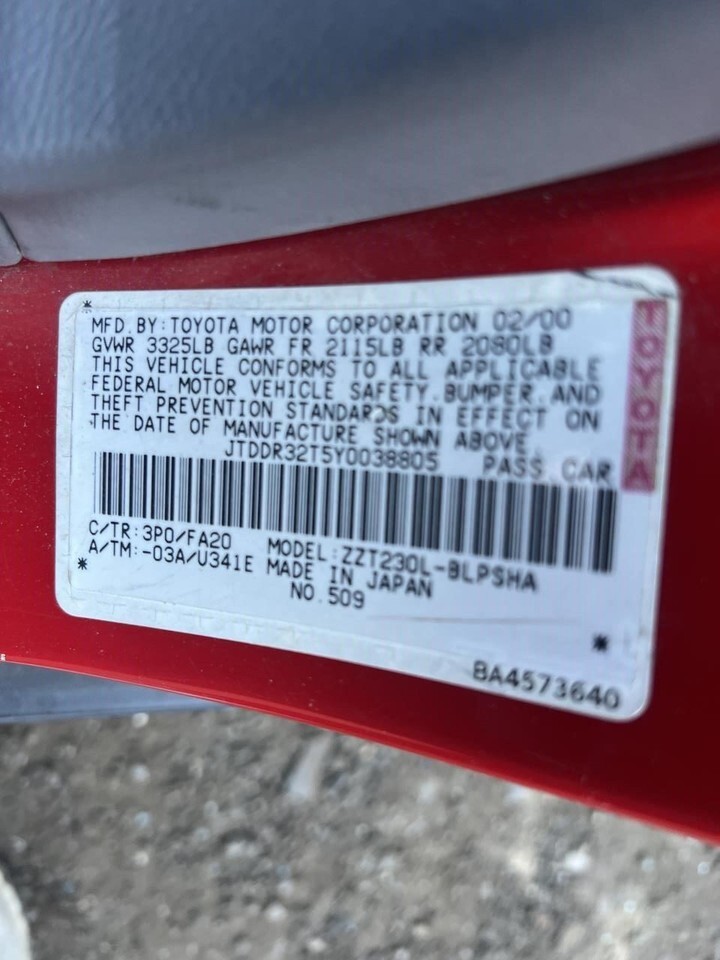 MFD.BY:TOYOTA MOTOR CORPORATION 02/00
GVWR 3325LB GAWR FR 2115LB RR 2080LB
THIS VEHICLE CONFORMS TO ALL APPLICABLE
FEDERAL MOTOR VEHICLE SAFETY,BUMPER,AND
THEFT PREVENTION STANDARDS IN EFFECT ON
THE DATE OF MANUFACTURE SHOWN ABOVE.
JTDDR32T5Y0038805 PASS.CAR
C/TR:3P0/FA20 MODEL:ZZT230L-BLPSHA
A/TM:-03A/U341E MADE IN JAPAN
NO.509
BA4573640
TOYOTA